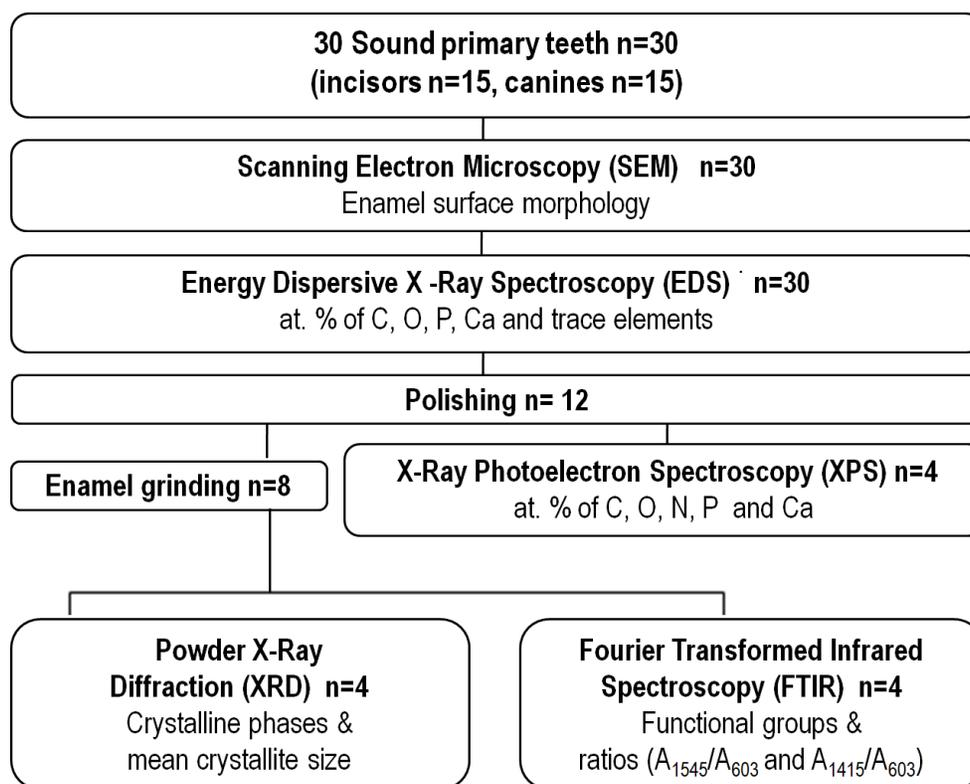 30 Sound primary teeth n=30
(incisors n=15, canines n=15)
Scanning Electron Microscopy (SEM) n=30
Enamel surface morphology
Energy Dispersive X -Ray Spectroscopy (EDS) n=30
at. % of C, O, P, Ca and trace elements
Polishing n= 12
Enamel grinding n=8
X-Ray Photoelectron Spectroscopy (XPS) n=4
at. % of C, O, N, P and Ca
Powder X-Ray
Diffraction (XRD) n=4
Crystalline phases &
mean crystallite size
Fourier Transformed Infrared
Spectroscopy (FTIR) n=4
Functional groups &
ratios (A1545/A603 and A1415/A603)